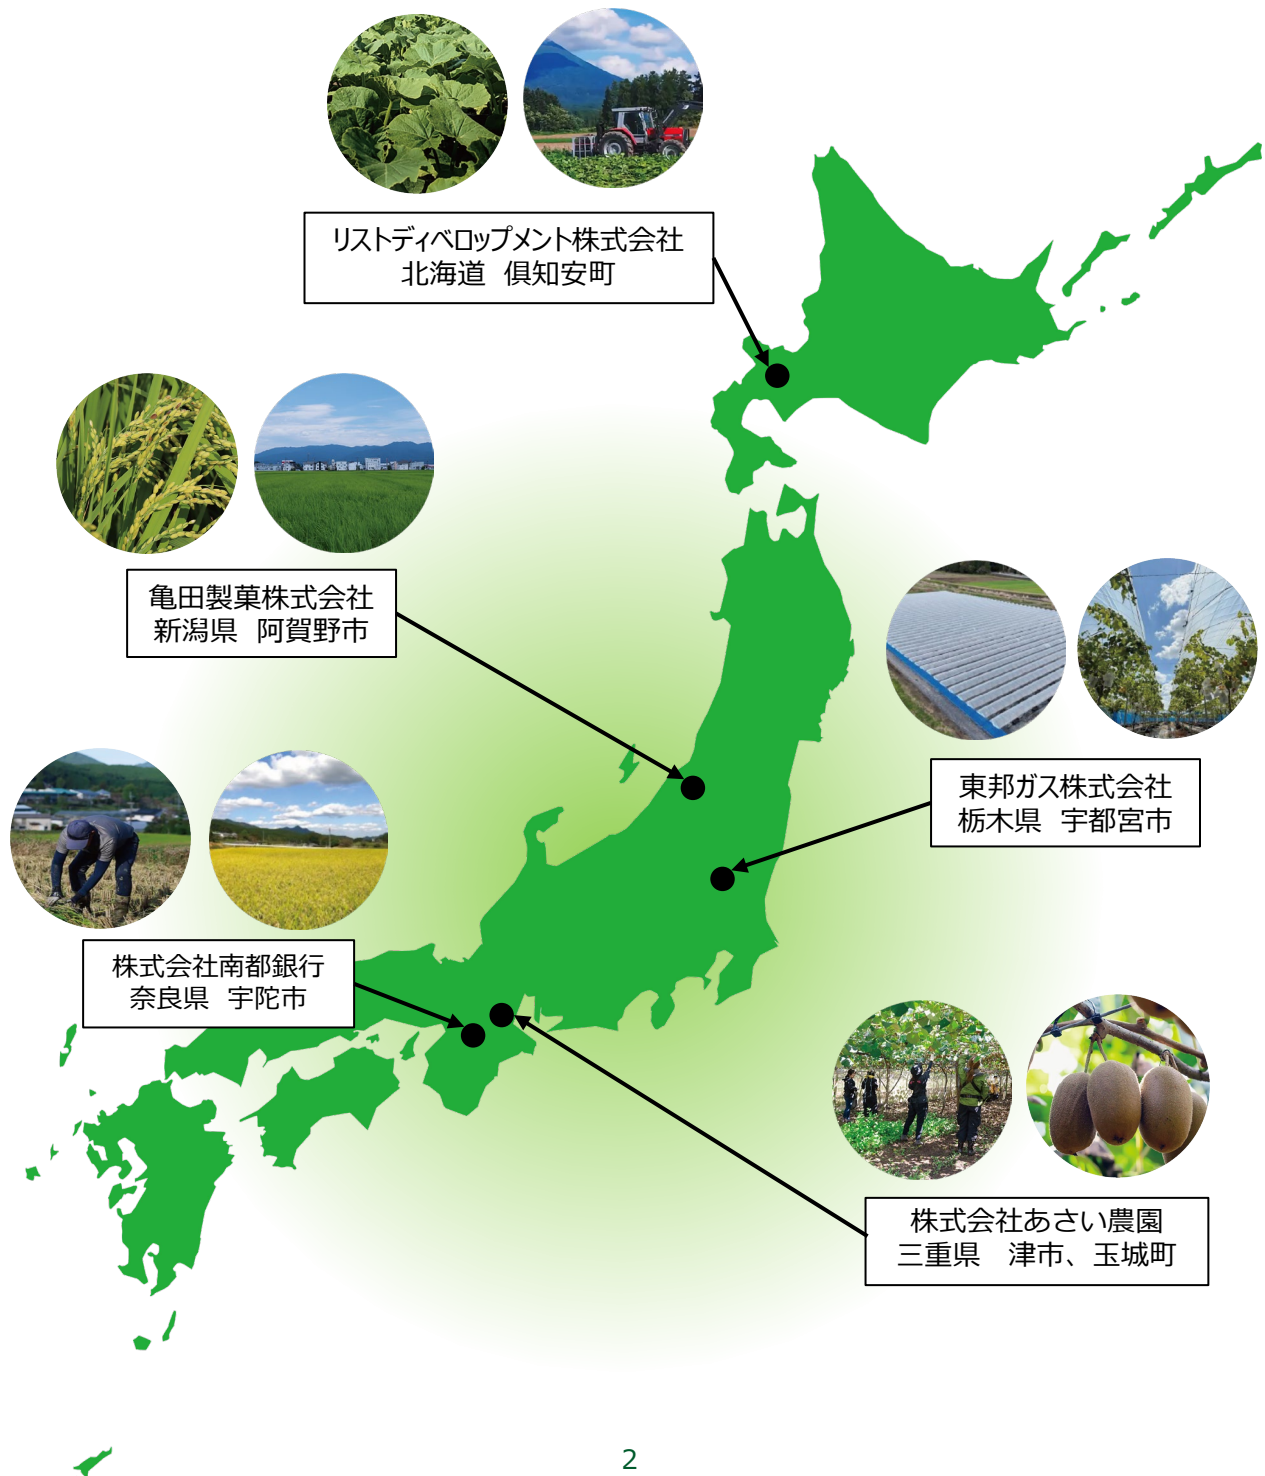 リストディベロップメント株式会社
北海道　倶知安町
亀田製菓株式会社
新潟県　阿賀野市
東邦ガス株式会社
栃木県　宇都宮市
株式会社南都銀行
奈良県　宇陀市
株式会社あさい農園
三重県　津市、玉城町
2